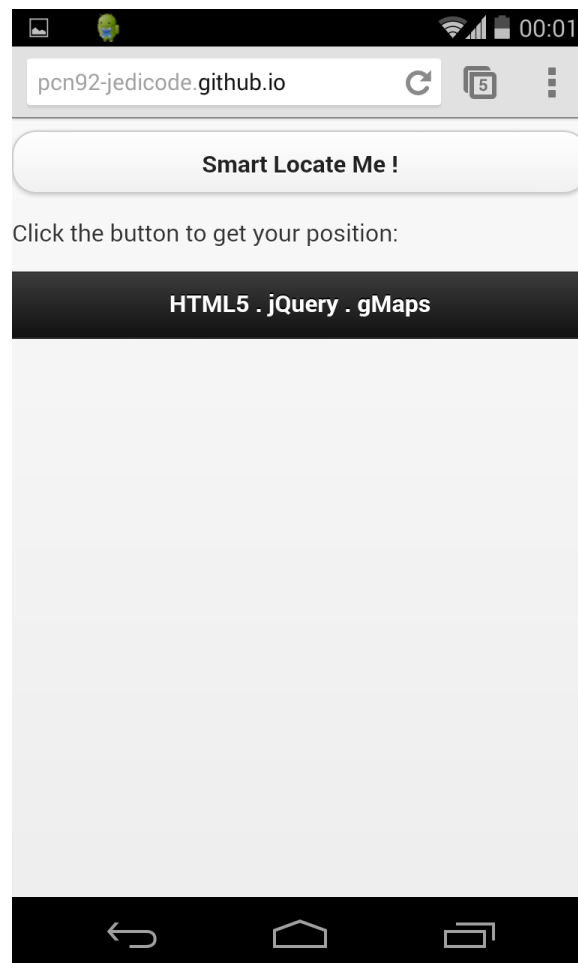 00:01
pcn92-jedicode.github.io
5
Smart Locate Me !
Click the button to get your position:
HTML5 . jQuery . gMaps